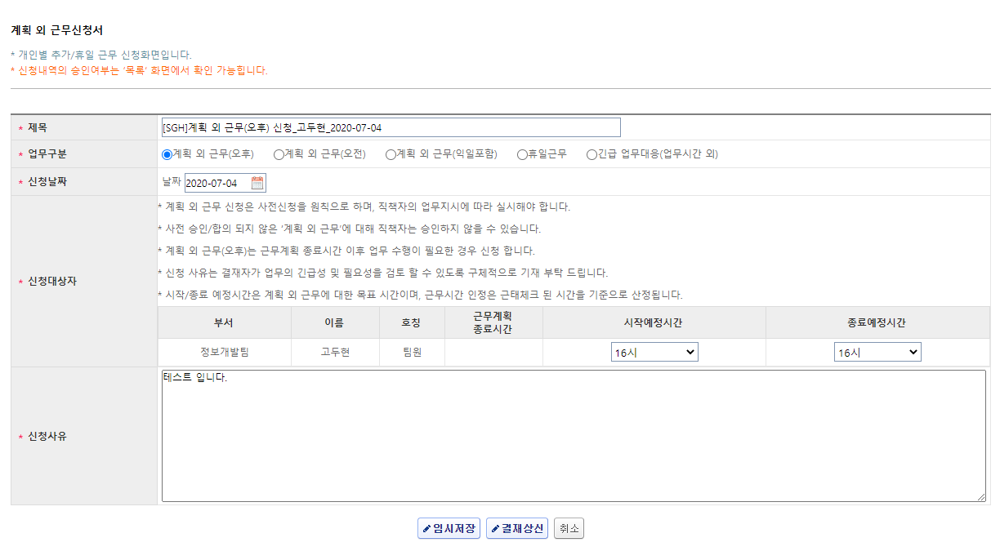 계획 외 근무신청서
* 개인별 추가/휴일 근무 신청화면입니다.
* 신청내역의 승인여부는 '목록' 화면에서 확인 가능힙니다.
* 제목 [SGH]계획 외 근무(오후) 신청_고두현_2020-07-04
* 업무구분 계획 외 근무(오후) 계획 외 근무(오전) 계획 외 근무(익일포함) 휴일근무 긴급 업무대응(업무시간 외)
* 신청날짜 날짜 2020-07-04
* 계획 외 근무 신청은 사전신청을 원칙으로 하며, 직책자의 업무지시에 따라 실시해야 합니다.
* 사전 승인/합의 되지 않은 '계획 외 근무'에 대해 직책자는 승인하지 않을 수 있습니다.
* 계획 외 근무(오후)는 근무계획 종료시간 이후 업무 수행이 필요한 경우 신청 합니다.
* 신청 사유는 결재자가 업무의 긴급성 및 필요성을 검토 할 수 있도록 구체적으로 기재 부탁 드립니다.
* 신청대상자
* 시작/종료 예정시간은 계획 외 근무에 대한 목표 시간이며, 근무시간 인정은 근태체크 된 시간을 기준으로 산정됩니다.
부서 이름 호칭 근무계획 종료시간 시작예정시간 종료예정시간
정보개발팀 고두현 팀원 16시 16시
* 신청사유
테스트 입니다.
임시저장 결재상신 취소